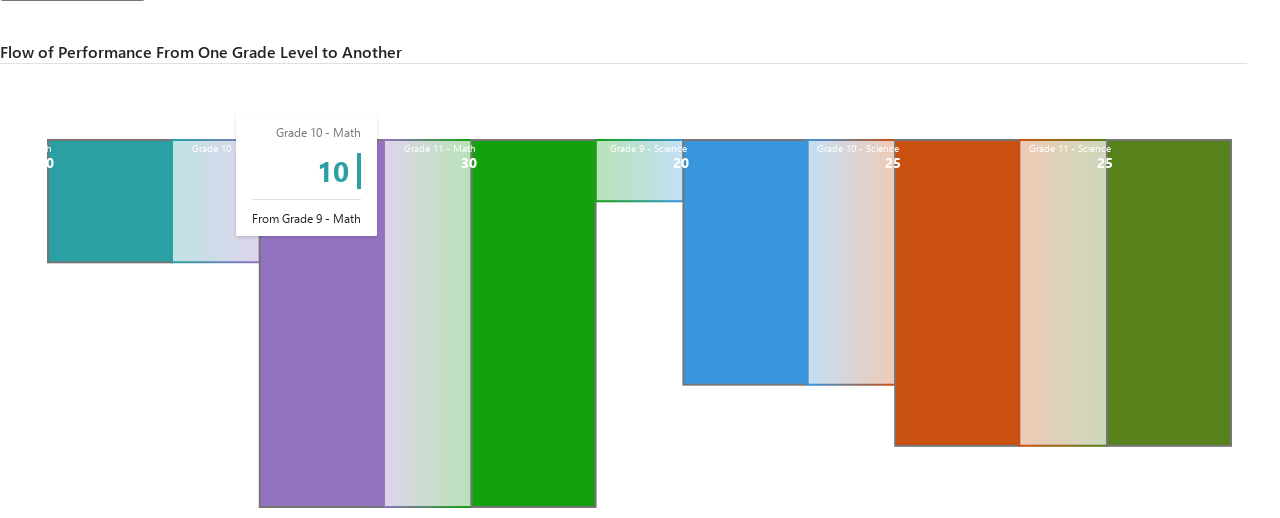 Flow of Performance From One Grade Level to Another
Grade 10 - Math
10
From Grade 9 - Math
h
0
Grade 10 -
Grade 11 - Math
30
Grade 9 - Science
20
Grade 10 - Science
25
Grade 11 - Science
25